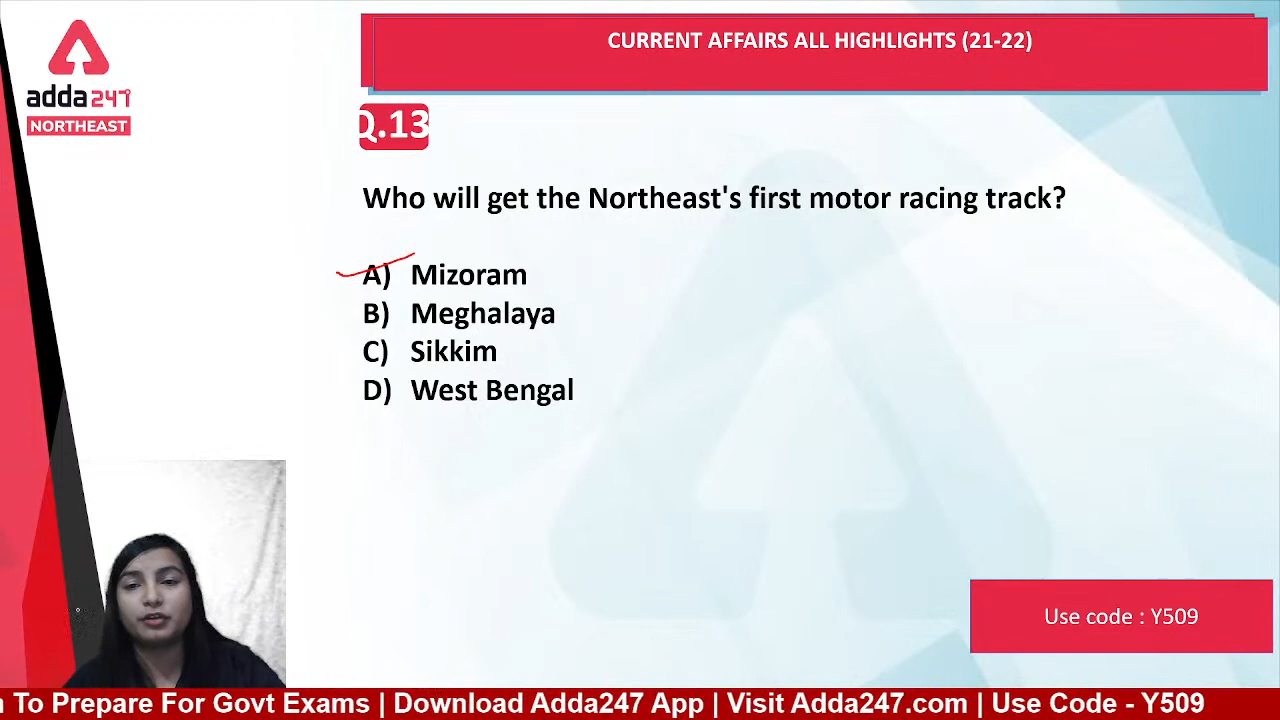 adda247
NORTHEAST
CURRENT AFFAIRS ALL HIGHLIGHTS (21-22)
Q.13
Who will get the Northeast's first motor racing track?
A) Mizoram
B) Meghalaya
C) Sikkim
D) West Bengal
Use code : Y509
To Prepare For Govt Exams | Download Adda247 App | Visit Adda247.com | Use Code - Y509